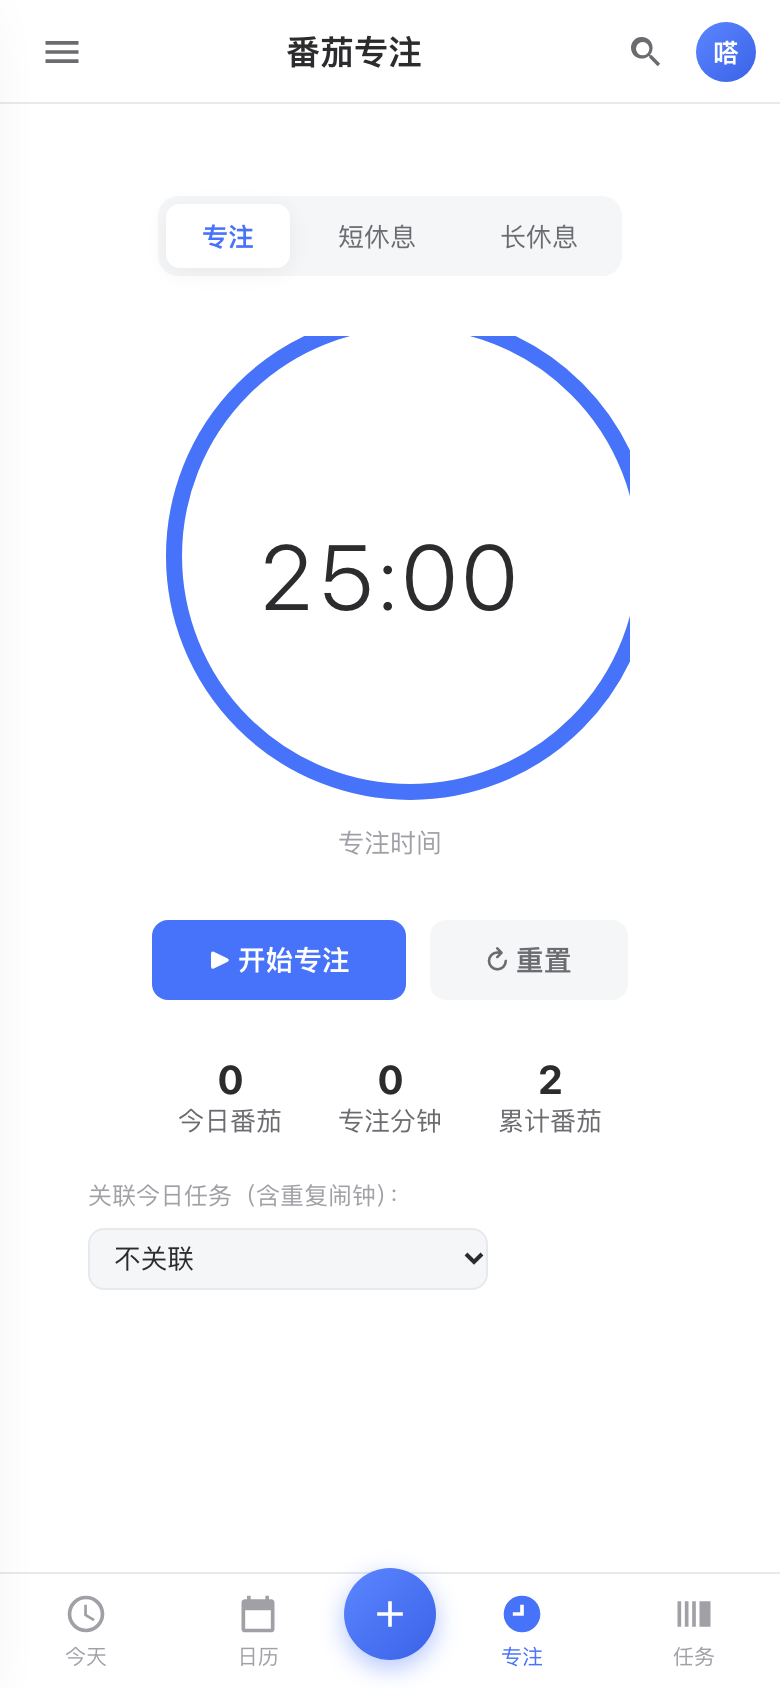 番茄专注
嗒
专注
短休息
长休息
25:00
专注时间
▶ 开始专注
↻ 重置
0
今日番茄
0
专注分钟
2
累计番茄
关联今日任务（含重复闹钟）：
不关联
+
今天
日历
专注
任务